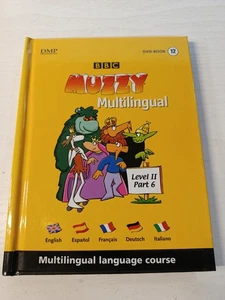 DMP
DVD-BOOK 12
BBC
MUZZY
Multilingual
Level II
Part 6
English Español Français Deutsch Italiano
Multilingual language course